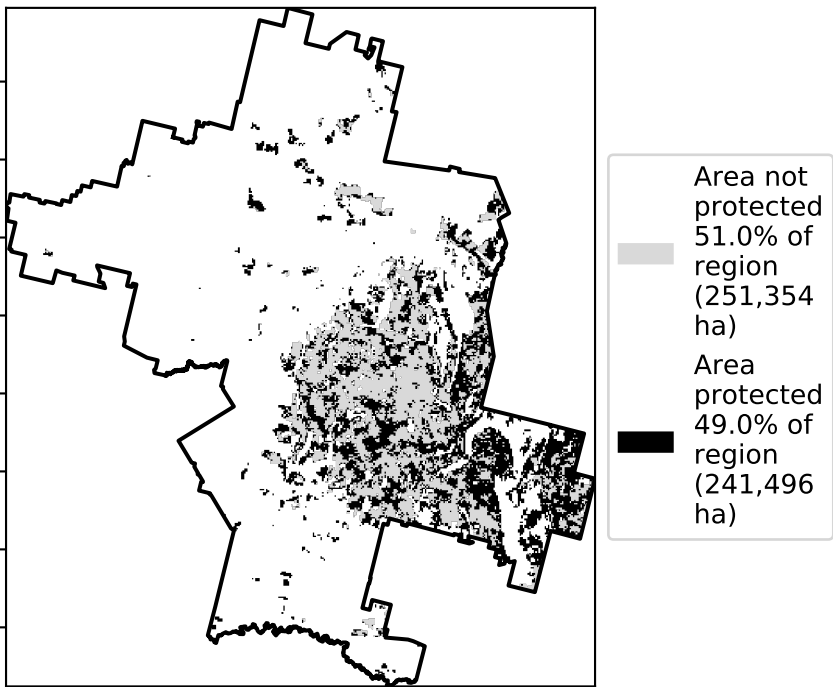 Area not
protected
51.0% of
region
(251,354
ha)
Area
protected
49.0% of
region
(241,496
ha)